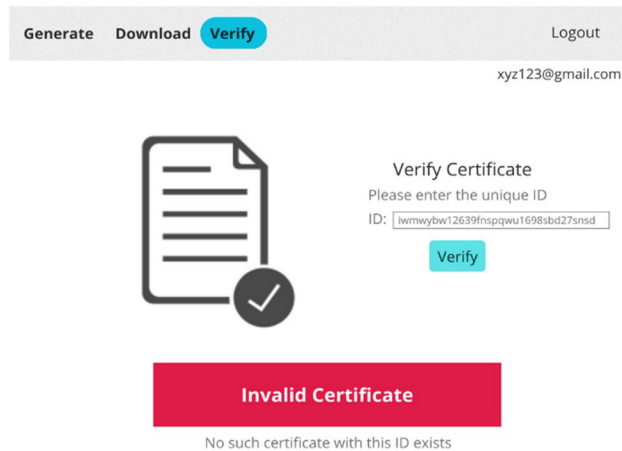 Generate Download Verify Logout
xyz123@gmail.com
Verify Certificate
Please enter the unique ID
ID: iwmwybw12639fnspqwu1698sbd27snsd
Verify
Invalid Certificate
No such certificate with this ID exists